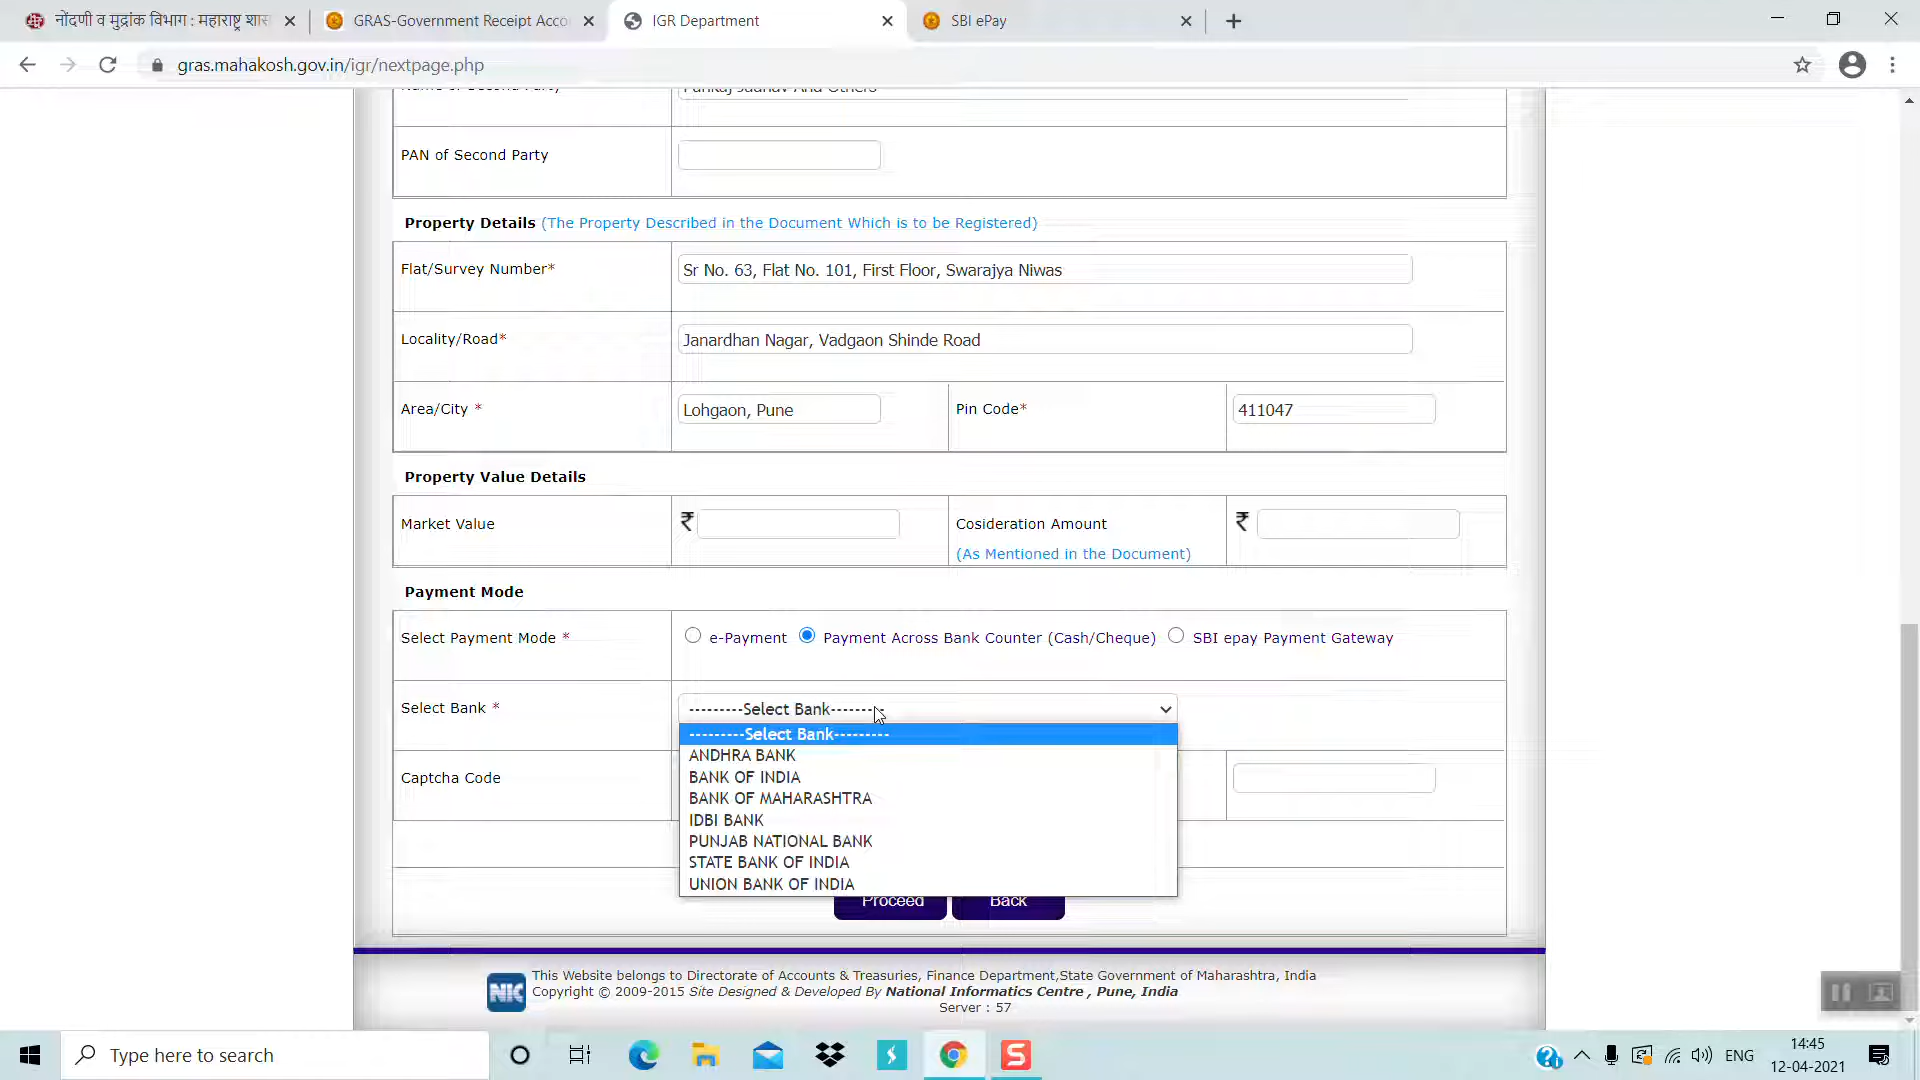 नोंदणी व मुद्रांक विभाग : महाराष्ट्र शास
GRAS-Government Receipt Acco
IGR Department
SBI ePay
gras.mahakosh.gov.in/igr/nextpage.php
PAN of Second Party
Property Details (The Property Described in the Document Which is to be Registered)
Flat/Survey Number* Sr No. 63, Flat No. 101, First Floor, Swarajya Niwas
Locality/Road* Janardhan Nagar, Vadgaon Shinde Road
Area/City * Lohgaon, Pune Pin Code* 411047
Property Value Details
Market Value ₹ Cosideration Amount ₹
(As Mentioned in the Document)
Payment Mode
Select Payment Mode * e-Payment Payment Across Bank Counter (Cash/Cheque) SBI epay Payment Gateway
Select Bank * ---------Select Bank---------
---------Select Bank---------
ANDHRA BANK
BANK OF INDIA
Captcha Code
BANK OF MAHARASHTRA
IDBI BANK
PUNJAB NATIONAL BANK
STATE BANK OF INDIA
UNION BANK OF INDIA
Proceed Back
NIC
This Website belongs to Directorate of Accounts & Treasuries, Finance Department,State Government of Maharashtra, India
Copyright © 2009-2015 Site Designed & Developed By National Informatics Centre , Pune, India
Server : 57
Type here to search
ENG
14:45
12-04-2021